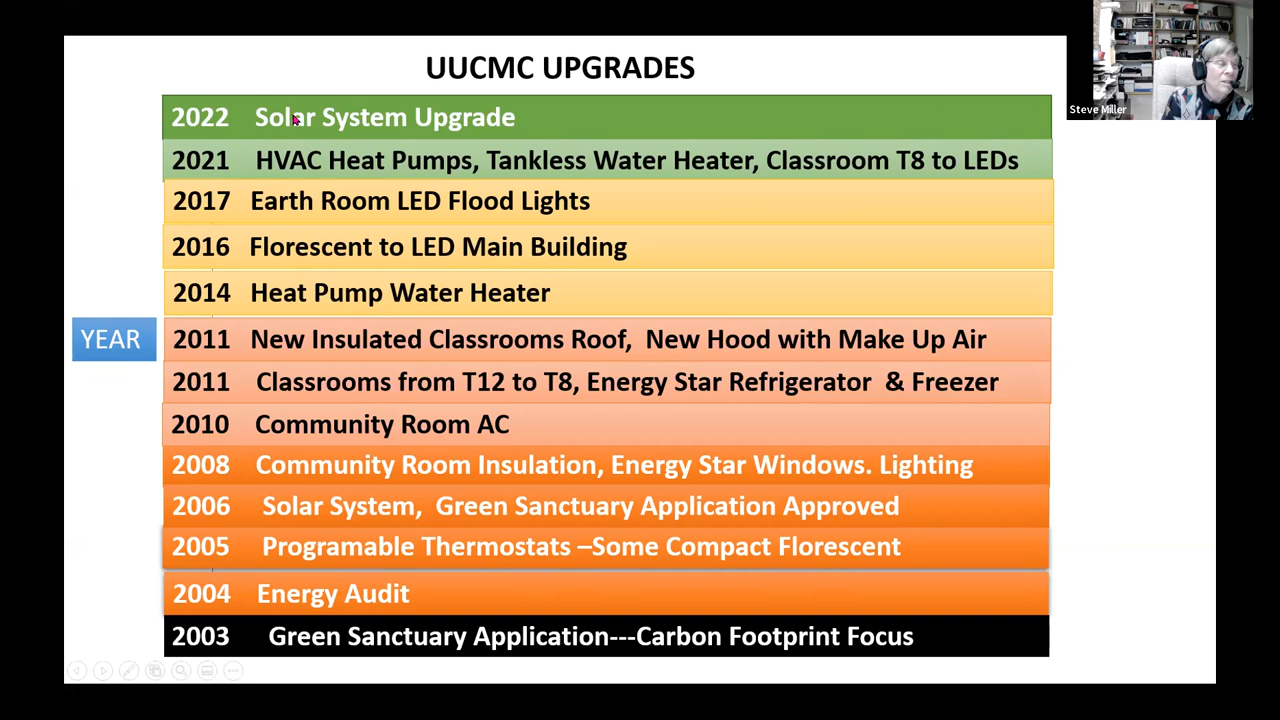 UUCMC UPGRADES
Steve Miller
2022 Solar System Upgrade
2021 HVAC Heat Pumps, Tankless Water Heater, Classroom T8 to LEDs
2017 Earth Room LED Flood Lights
2016 Florescent to LED Main Building
2014 Heat Pump Water Heater
YEAR
2011 New Insulated Classrooms Roof, New Hood with Make Up Air
2011 Classrooms from T12 to T8, Energy Star Refrigerator & Freezer
2010 Community Room AC
2008 Community Room Insulation, Energy Star Windows. Lighting
2006 Solar System, Green Sanctuary Application Approved
2005 Programable Thermostats –Some Compact Florescent
2004 Energy Audit
2003 Green Sanctuary Application---Carbon Footprint Focus